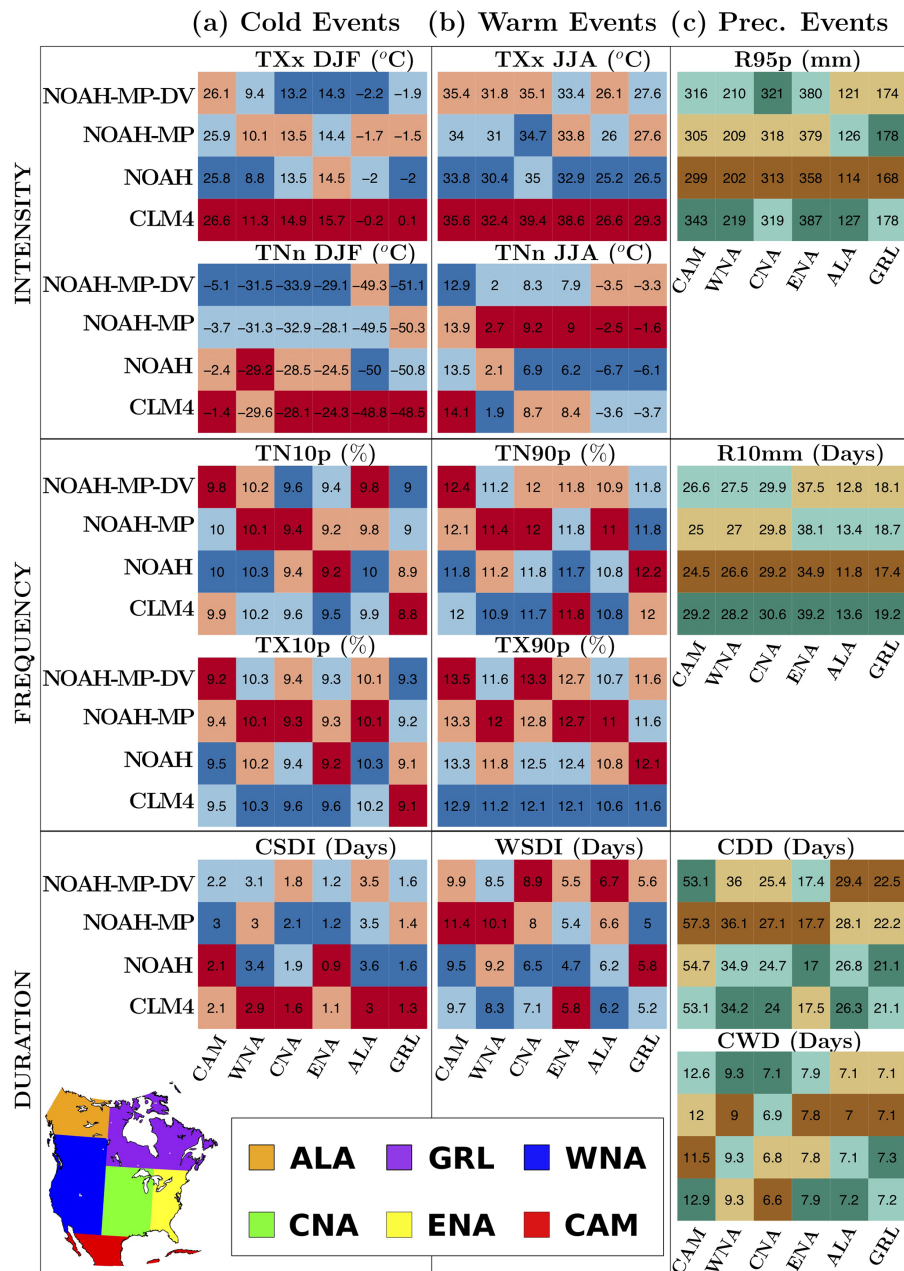 (a) Cold Events (b) Warm Events (c) Prec. Events
TXx DJF (°C) TXx JJA (°C) R95p (mm)
NOAH-MP-DV 26.1 9.4 13.2 14.3 −2.2 −1.9 35.4 31.8 35.1 33.4 26.1 27.6 316 210 321 380 121 174
NOAH-MP 25.9 10.1 13.5 14.4 −1.7 −1.5 34 31 34.7 33.8 26 27.6 305 209 318 379 126 178
NOAH 25.8 8.8 13.5 14.5 −2 −2 33.8 30.4 35 32.9 25.2 26.5 299 202 313 358 114 168
CLM4 26.6 11.3 14.9 15.7 −0.2 0.1 35.6 32.4 39.4 38.6 26.6 29.3 343 219 319 387 127 178
CAM WNA CNA ENA ALA GRL
INTENSITY
TNn DJF (°C) TNn JJA (°C)
NOAH-MP-DV −5.1 −31.5 −33.9 −29.1 −49.3 −51.1 12.9 2 8.3 7.9 −3.5 −3.3
NOAH-MP −3.7 −31.3 −32.9 −28.1 −49.5 −50.3 13.9 2.7 9.2 9 −2.5 −1.6
NOAH −2.4 −29.2 −28.5 −24.5 −50 −50.8 13.5 2.1 6.9 6.2 −6.7 −6.1
CLM4 −1.4 −29.6 −28.1 −24.3 −48.8 −48.5 14.1 1.9 8.7 8.4 −3.6 −3.7
TN10p (%) TN90p (%) R10mm (Days)
NOAH-MP-DV 9.8 10.2 9.6 9.4 9.8 9 12.4 11.2 12 11.8 10.9 11.8 26.6 27.5 29.9 37.5 12.8 18.1
NOAH-MP 10 10.1 9.4 9.2 9.8 9 12.1 11.4 12 11.8 11 11.8 25 27 29.8 38.1 13.4 18.7
NOAH 10 10.3 9.4 9.2 10 8.9 11.8 11.2 11.8 11.7 10.8 12.2 24.5 26.6 29.2 34.9 11.8 17.4
CLM4 9.9 10.2 9.6 9.5 9.9 8.8 12 10.9 11.7 11.8 10.8 12 29.2 28.2 30.6 39.2 13.6 19.2
CAM WNA CNA ENA ALA GRL
FREQUENCY
TX10p (%) TX90p (%)
NOAH-MP-DV 9.2 10.3 9.4 9.3 10.1 9.3 13.5 11.6 13.3 12.7 10.7 11.6
NOAH-MP 9.4 10.1 9.3 9.3 10.1 9.2 13.3 12 12.8 12.7 11 11.6
NOAH 9.5 10.2 9.4 9.2 10.3 9.1 13.3 11.8 12.5 12.4 10.8 12.1
CLM4 9.5 10.3 9.6 9.6 10.2 9.1 12.9 11.2 12.1 12.1 10.6 11.6
CSDI (Days) WSDI (Days) CDD (Days)
NOAH-MP-DV 2.2 3.1 1.8 1.2 3.5 1.6 9.9 8.5 8.9 5.5 6.7 5.6 53.1 36 25.4 17.4 29.4 22.5
NOAH-MP 3 3 2.1 1.2 3.5 1.4 11.4 10.1 8 5.4 6.6 5 57.3 36.1 27.1 17.7 28.1 22.2
NOAH 2.1 3.4 1.9 0.9 3.6 1.6 9.5 9.2 6.5 4.7 6.2 5.8 54.7 34.9 24.7 17 26.8 21.1
CLM4 2.1 2.9 1.6 1.1 3 1.3 9.7 8.3 7.1 5.8 6.2 5.2 53.1 34.2 24 17.5 26.3 21.1
DURATION
CAM WNA CNA ENA ALA GRL CAM WNA CNA ENA ALA GRL
CWD (Days)
12.6 9.3 7.1 7.9 7.1 7.1
12 9 6.9 7.8 7 7.1
11.5 9.3 6.8 7.8 7.1 7.3
12.9 9.3 6.6 7.9 7.2 7.2
CAM WNA CNA ENA ALA GRL
ALA GRL WNA
CNA ENA CAM